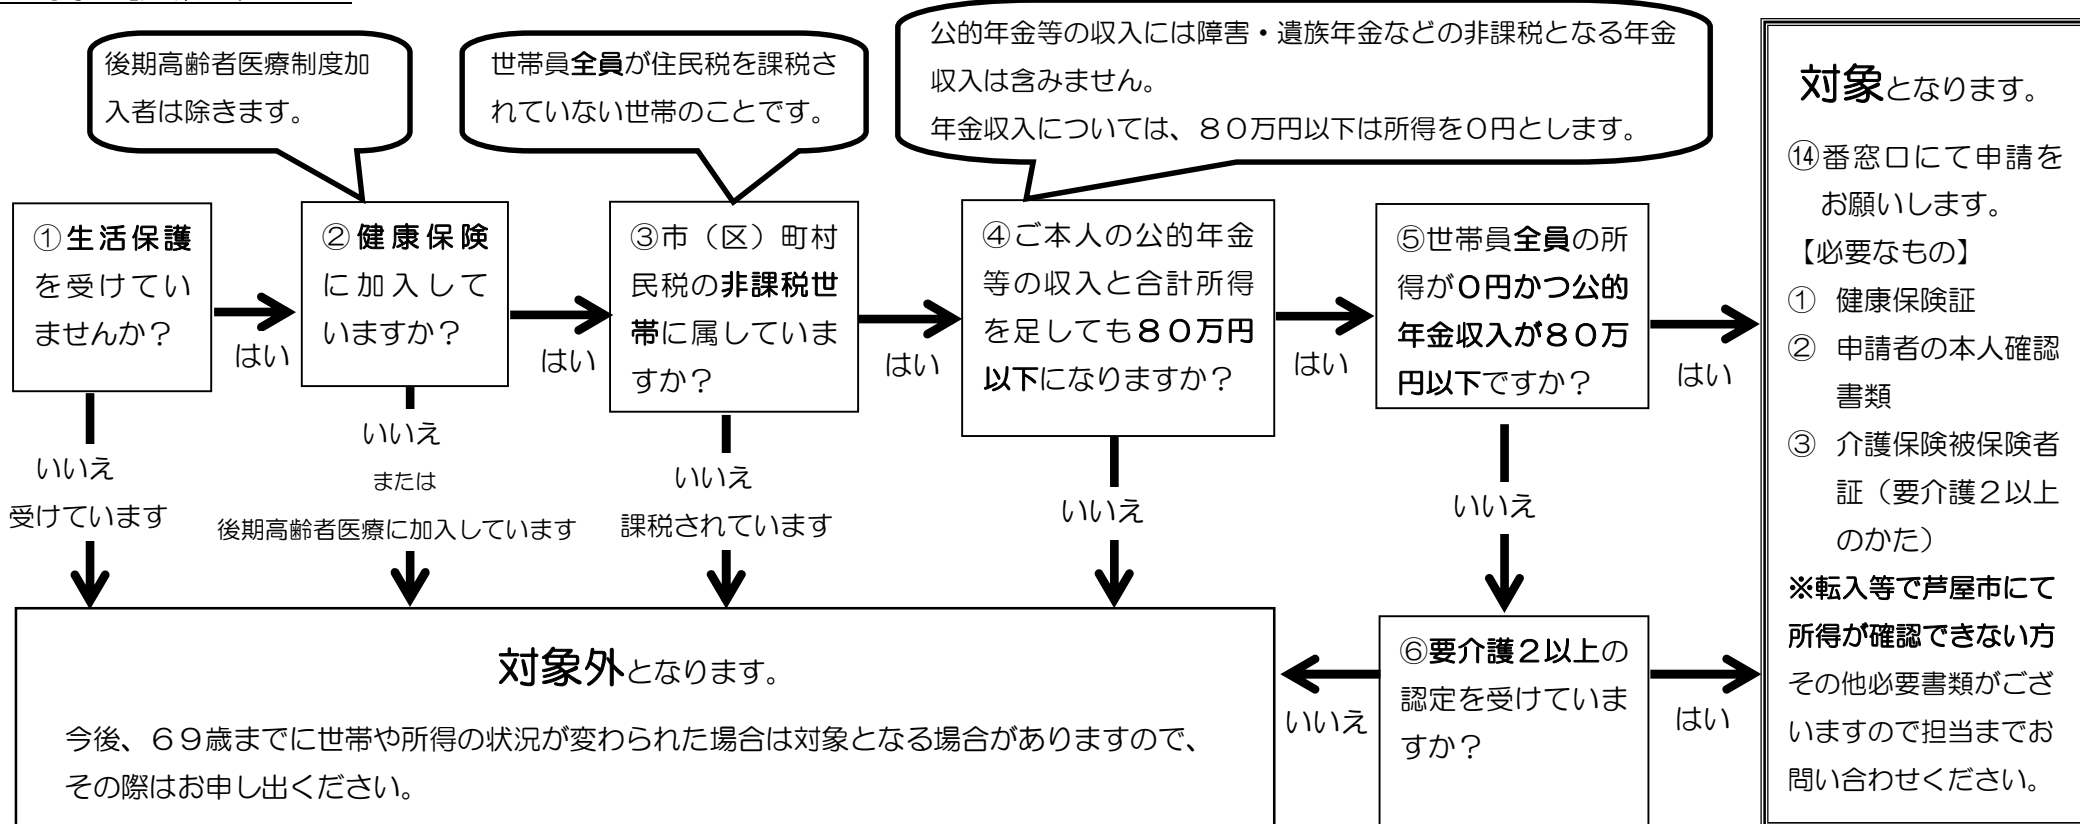 後期高齢者医療制度加
入者は除きます。
世帯員全員が住民税を課税さ
れていない世帯のことです。
公的年金等の収入には障害・遺族年金などの非課税となる年金
収入は含みません。
年金収入については、８０万円以下は所得を０円とします。
①生活保護
を受けてい
ませんか？
はい
いいえ
受けています
②健康保険
に加入して
いますか？
はい
いいえ
または
後期高齢者医療に加入しています
③市（区）町村
民税の非課税世
帯に属していま
すか？
はい
いいえ
課税されています
④ご本人の公的年金
等の収入と合計所得
を足しても８０万円
以下になりますか？
はい
いいえ
⑤世帯員全員の所
得が０円かつ公的
年金収入が８０万
円以下ですか？
はい
いいえ
⑥要介護２以上の
認定を受けていま
すか？
いいえ
はい
対象外となります。
今後、６９歳までに世帯や所得の状況が変わられた場合は対象となる場合がありますので、
その際はお申し出ください。
対象となります。
⑭番窓口にて申請を
お願いします。
【必要なもの】
① 健康保険証
② 申請者の本人確認
書類
③ 介護保険被保険者
証（要介護２以上
のかた）
※転入等で芦屋市にて
所得が確認できない方
その他必要書類がござ
いますので担当までお
問い合わせください。